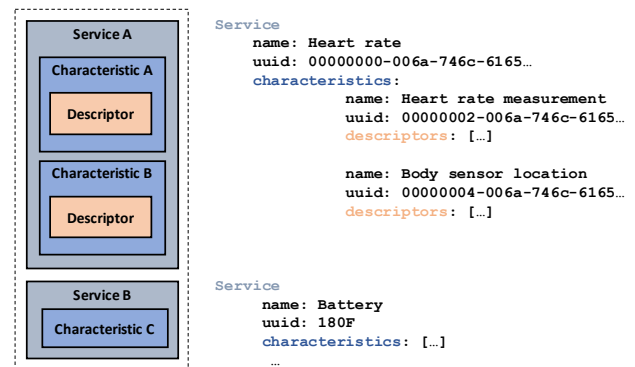 Service A
Characteristic A
Descriptor
Characteristic B
Descriptor
Service B
Characteristic C
Service
name: Heart rate
uuid: 00000000-006a-746c-6165…
characteristics:
name: Heart rate measurement
uuid: 00000002-006a-746c-6165…
descriptors: […]
name: Body sensor location
uuid: 00000004-006a-746c-6165…
descriptors: […]
Service
name: Battery
uuid: 180F
characteristics: […]
…